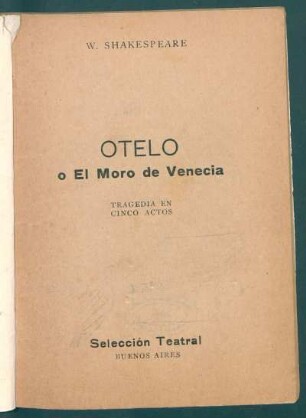 W. SHAKESPEARE
OTELO
o El Moro de Venecia
TRAGEDIA EN
CINCO ACTOS
Selección Teatral
BUENOS AIRES